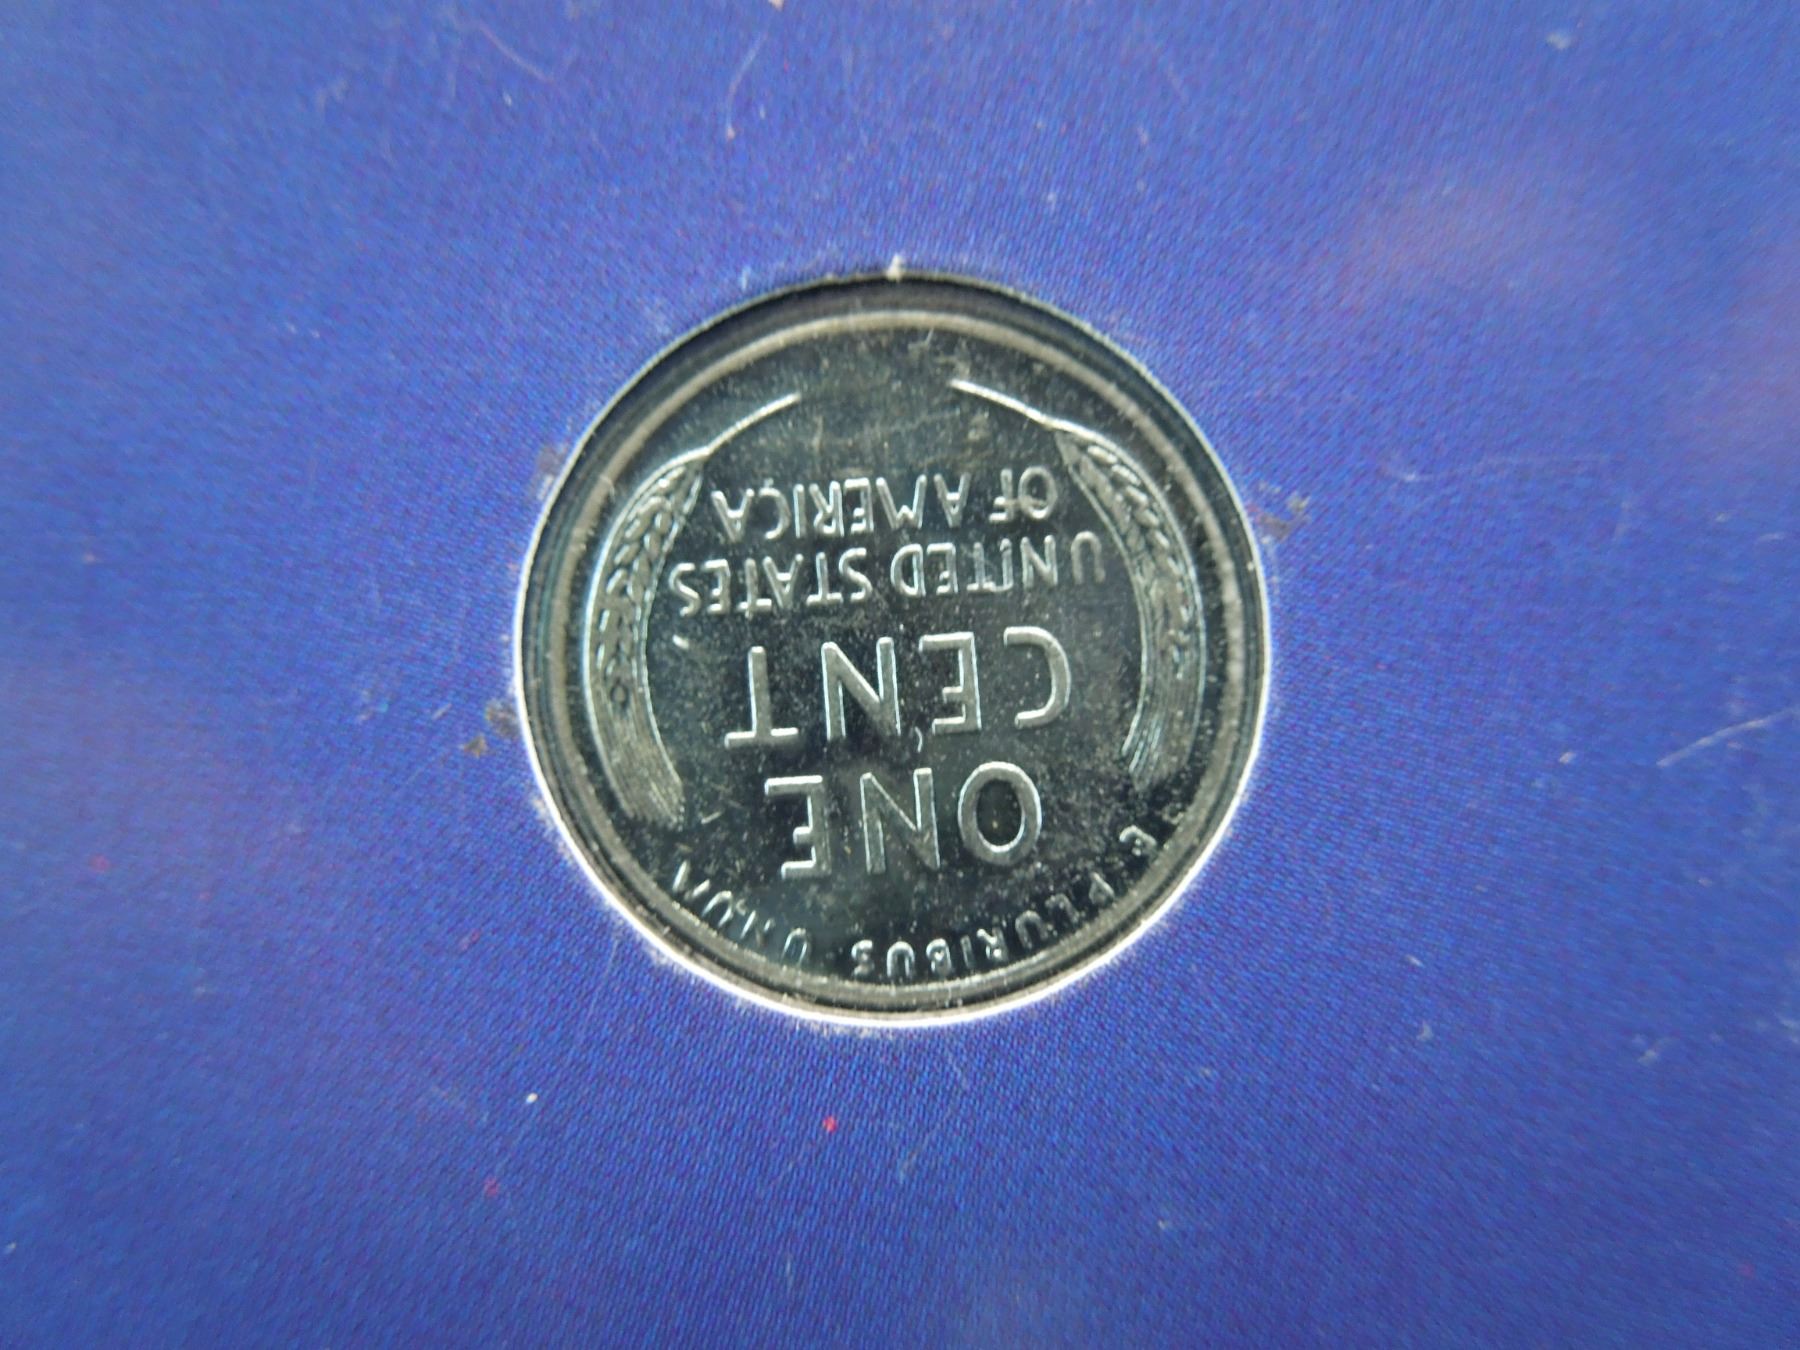 E · PLURIBUS · UNUM
ONE
CENT
UNITED STATES
OF AMERICA